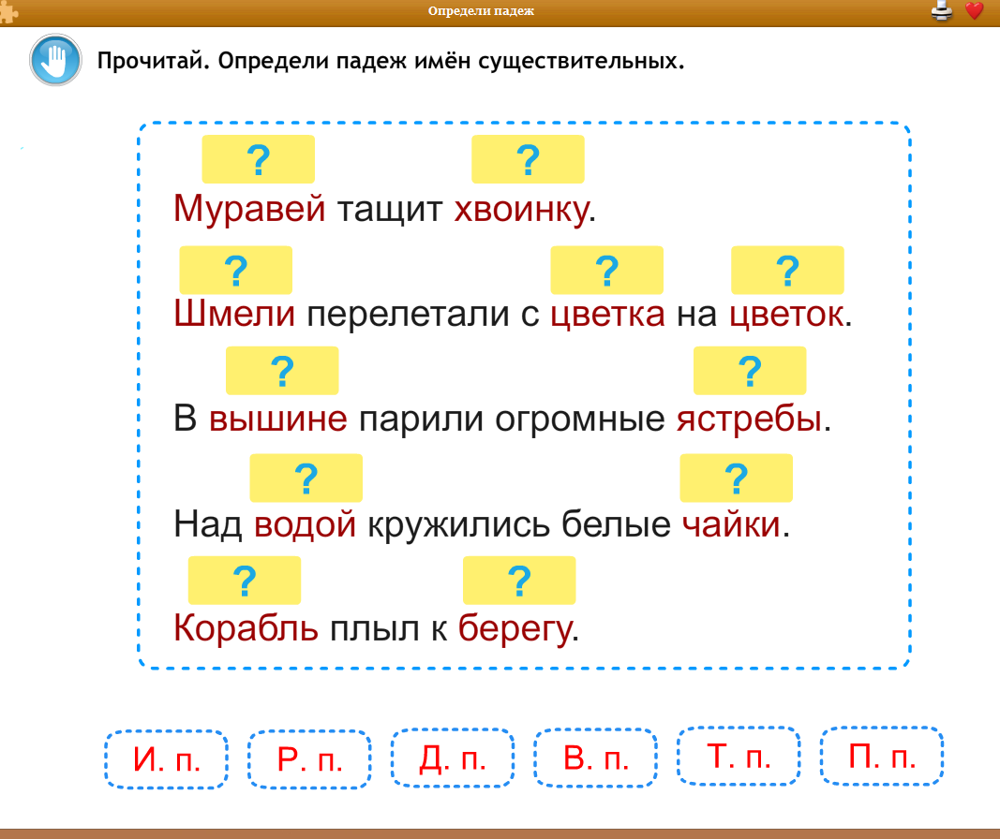 Определи падеж
Прочитай. Определи падеж имён существительных.
? ?
Муравей тащит хвоинку.
? ? ?
Шмели перелетали с цветка на цветок.
? ?
В вышине парили огромные ястребы.
? ?
Над водой кружились белые чайки.
? ?
Корабль плыл к берегу.
И. п. Р. п. Д. п. В. п. Т. п. П. п.